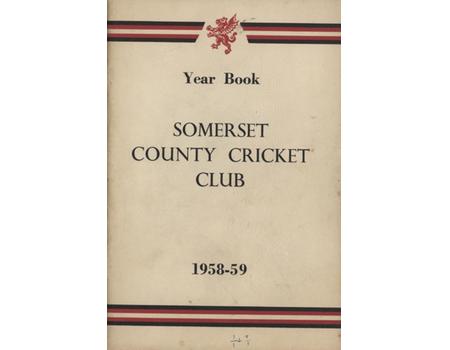 Year Book
SOMERSET
COUNTY CRICKET
CLUB
1958-59